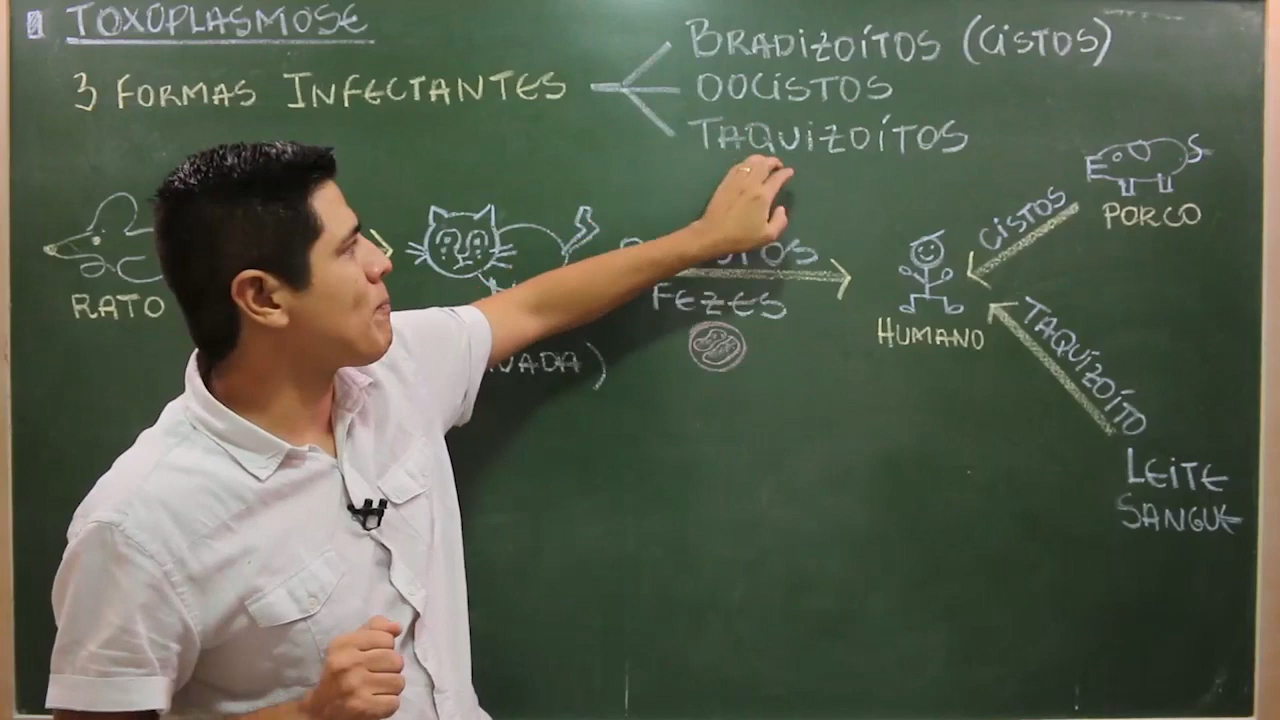 TOXOPLASMOSE
3 FORMAS INFECTANTES
BRADIZOÍTOS (CISTOS)
OOCISTOS
TAQUIZOÍTOS
RATO
FEZES
HUMANO
CISTOS
PORCO
TAQUIZOÍTO
LEITE
SANGUE